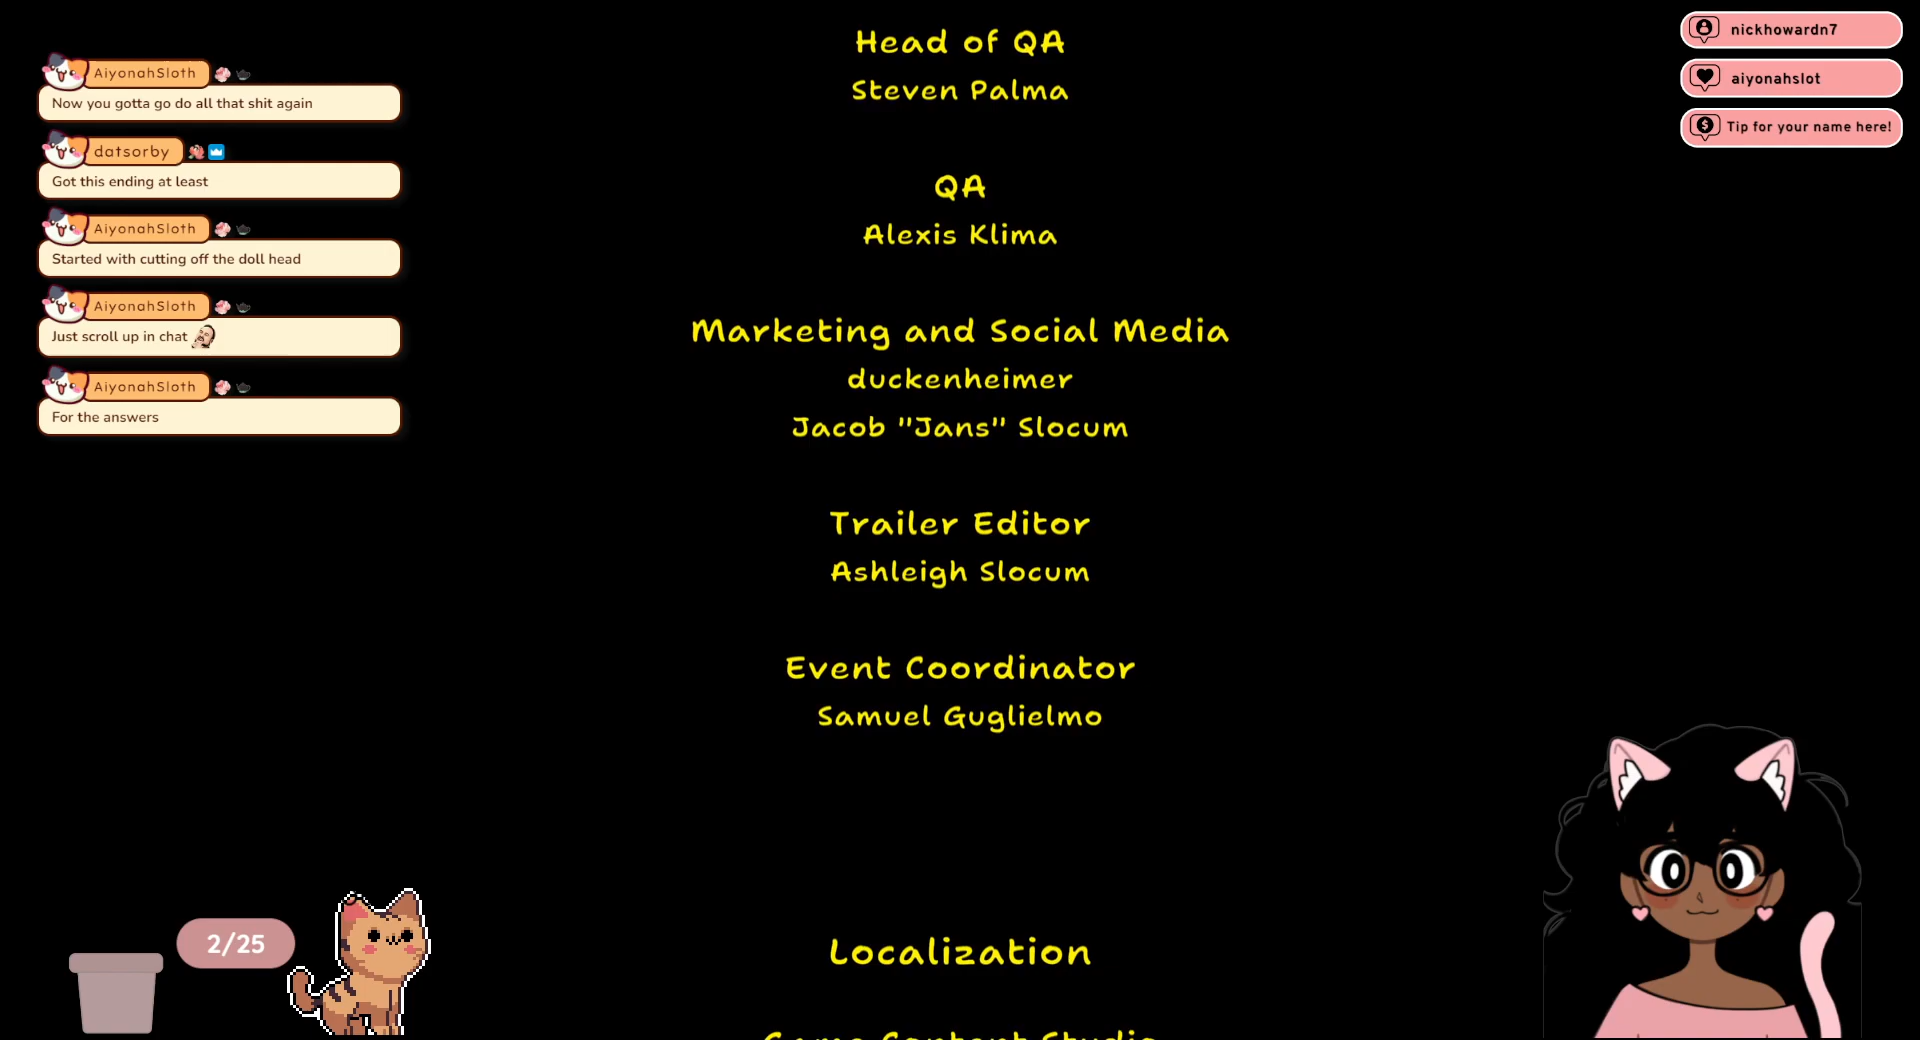 AiyonahSloth
Now you gotta go do all that shit again
datsorby
Got this ending at least
AiyonahSloth
Started with cutting off the doll head
AiyonahSloth
Just scroll up in chat
AiyonahSloth
For the answers
Head of QA
Steven Palma
QA
Alexis Klima
Marketing and Social Media
duckenheimer
Jacob "Jans" Slocum
Trailer Editor
Ashleigh Slocum
Event Coordinator
Samuel Guglielmo
Localization
Game Content Studio
nickhowardn7
aiyonahslot
Tip for your name here!
2/25